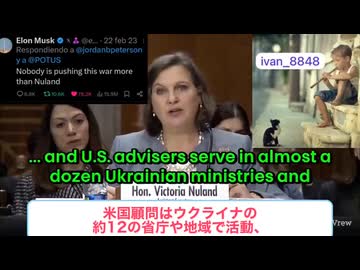 Elon Musk
@e... · 22 feb 23
Respondiendo a @jordanbpeterson
y a @POTUS
Nobody is pushing this war more
than Nuland
ivan_8848
... and U.S. advisers serve in almost a
dozen Ukrainian ministries and
Hon. Victoria Nuland
米国顧問はウクライナの
約12の省庁や地域で活動、
Vrew